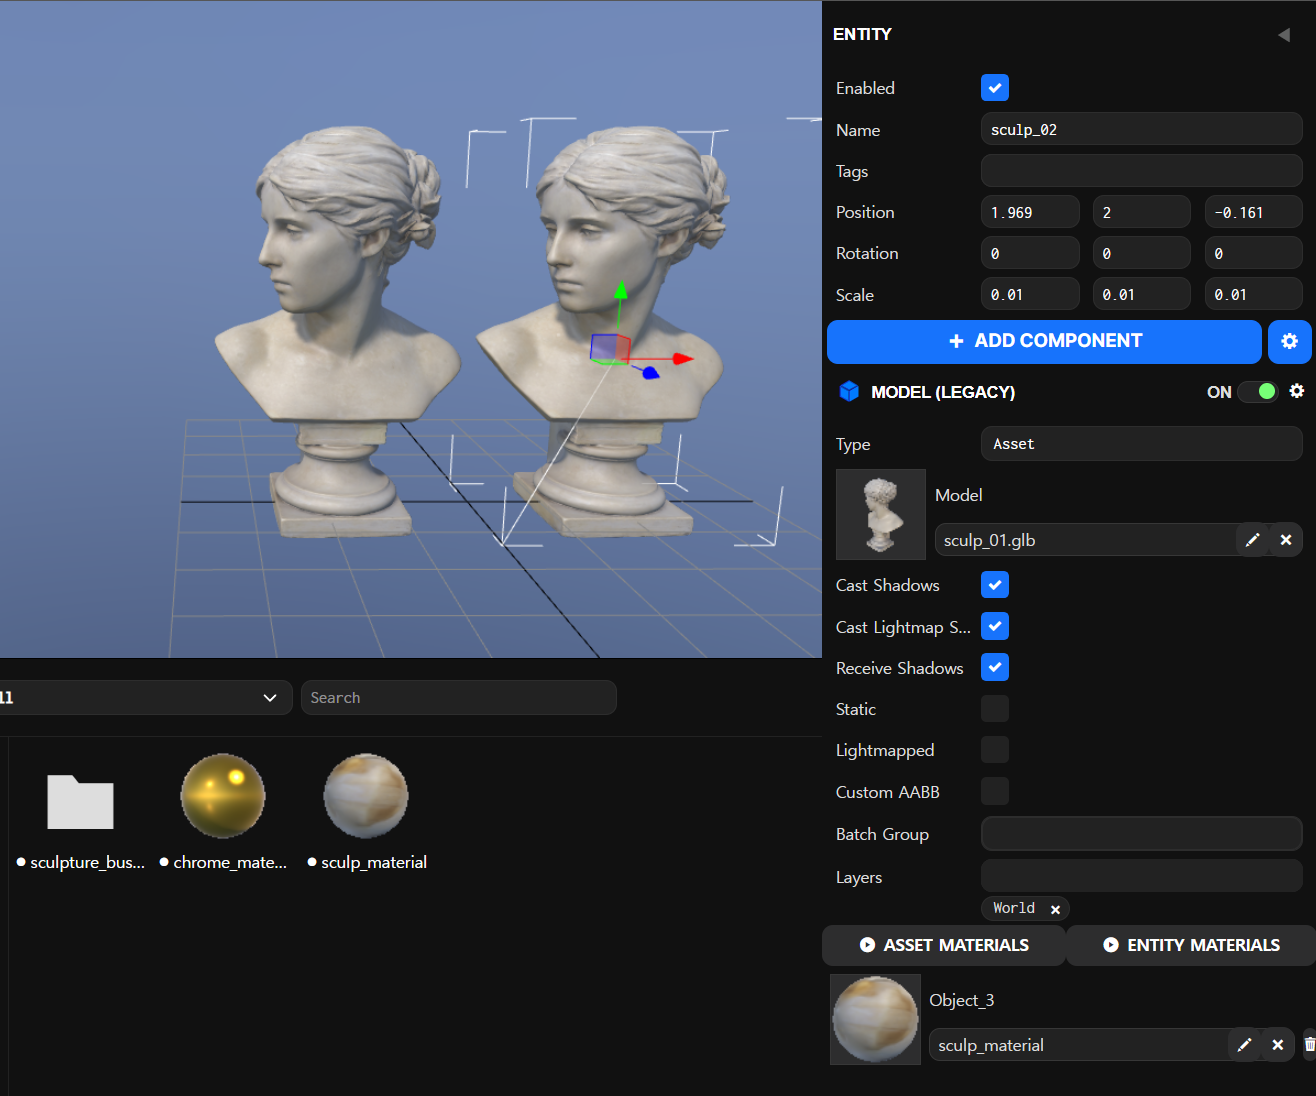 ENTITY
Enabled
Name sculp_02
Tags
Position 1.969 2 -0.161
Rotation 0 0 0
Scale 0.01 0.01 0.01
+ ADD COMPONENT
MODEL (LEGACY) ON
Type Asset
Model
sculp_01.glb
Cast Shadows
Cast Lightmap S...
Receive Shadows
Static
Lightmapped
Custom AABB
Batch Group
Layers
World
ASSET MATERIALS ENTITY MATERIALS
Object_3
sculp_material
ll Search
sculpture_bus... chrome_mate... sculp_material